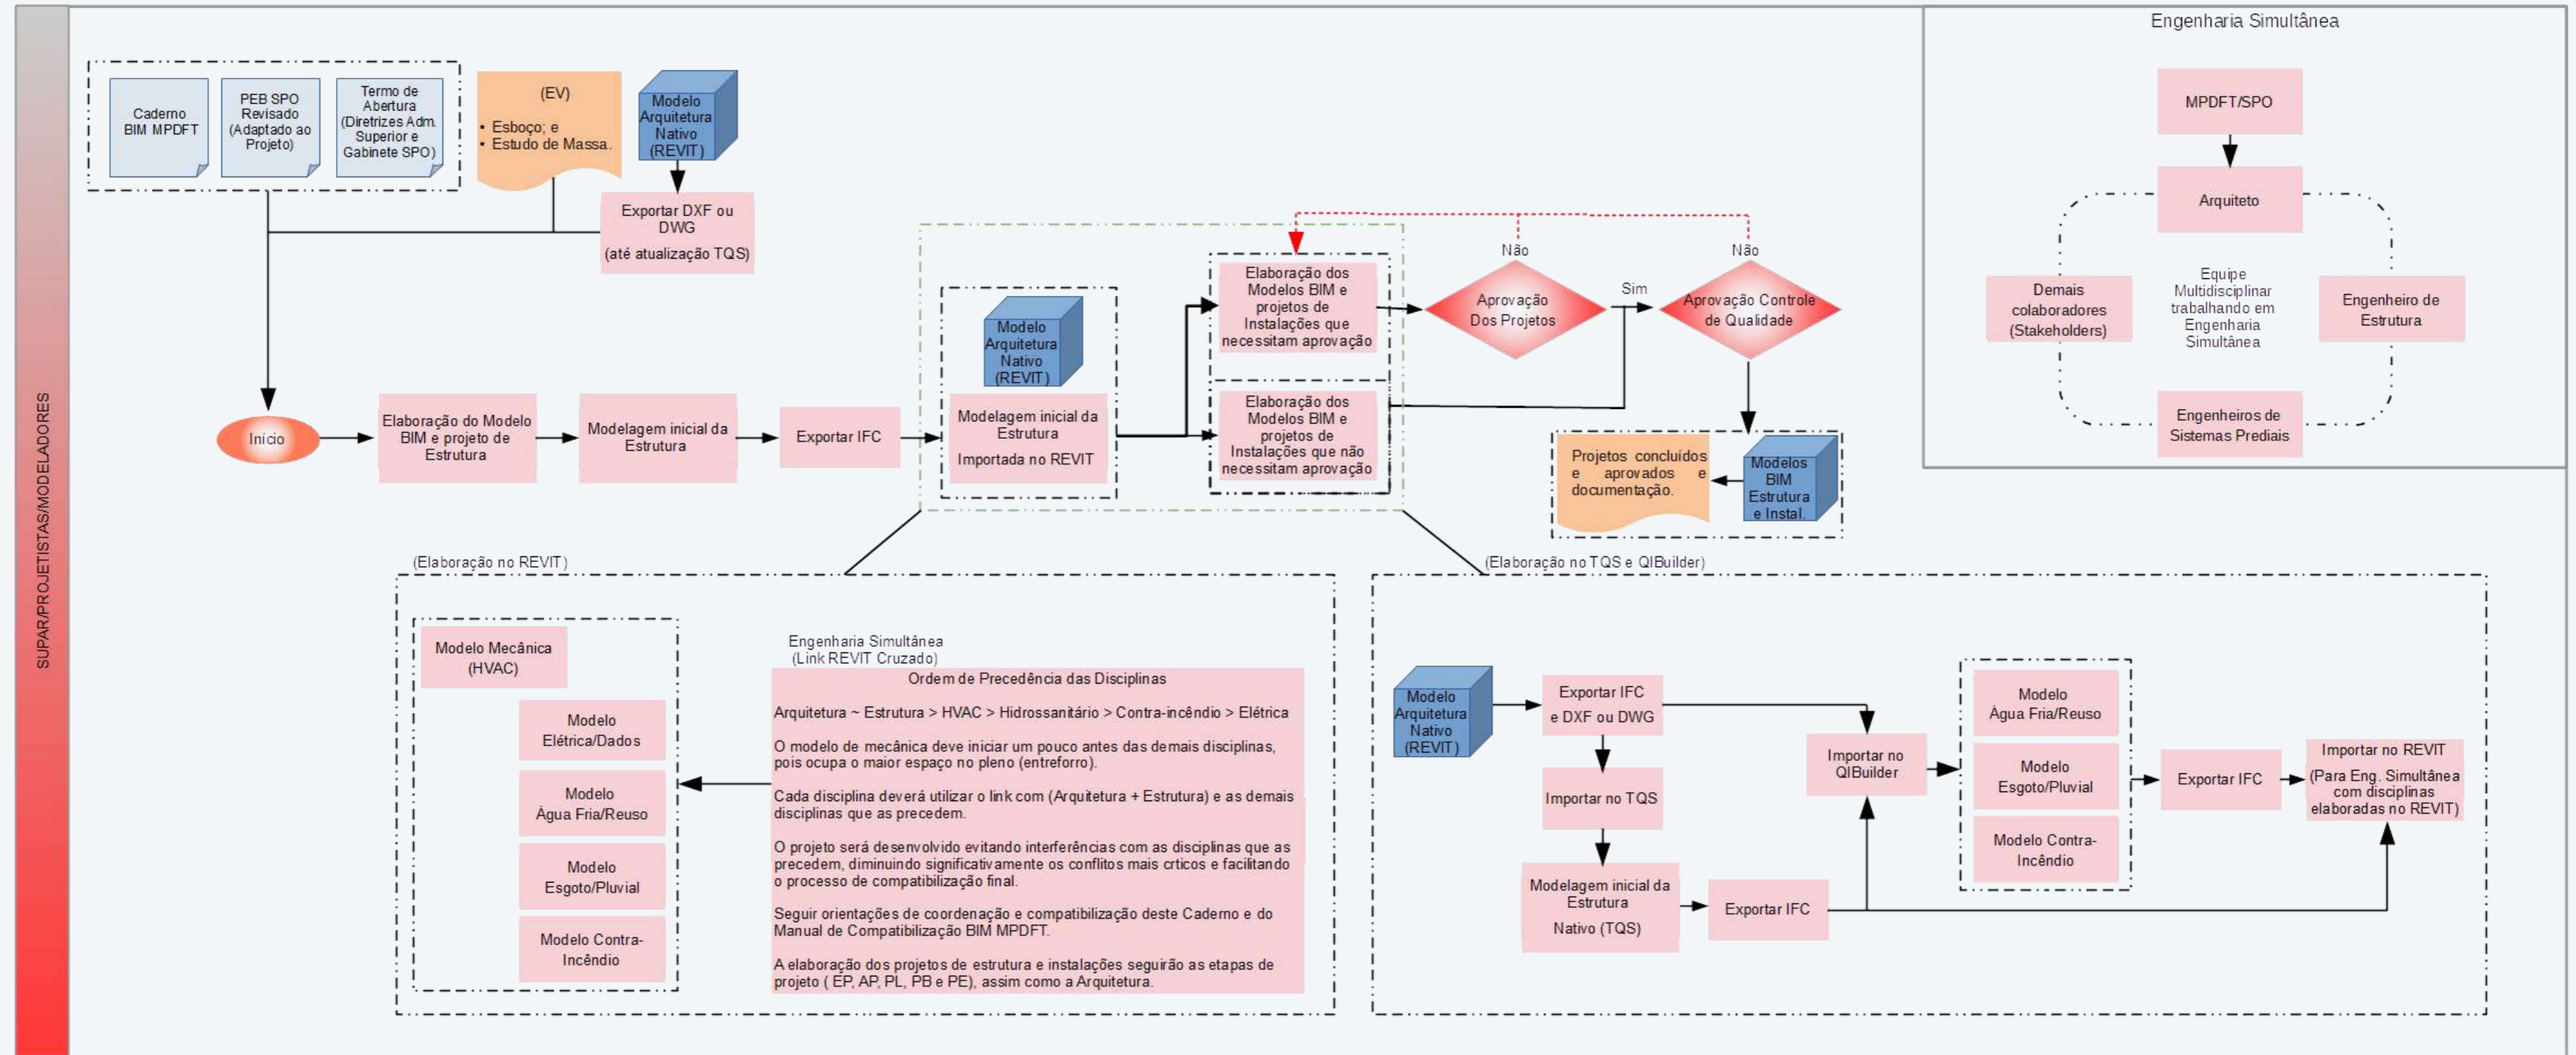 SUPAR/PROJETISTAS/MODELADORES
Caderno
BIM MPDFT
PEB SPO
Revisado
(Adaptado ao
Projeto)
Termo de
Abertura
(Diretrizes Adm.
Superior e
Gabinete SPO)
(EV)
• Esboço; e
• Estudo de Massa.
Modelo
Arquitetura
Nativo
(REVIT)
Exportar DXF ou
DWG
(até atualização TQS)
Início
Elaboração do Modelo
BIM e projeto de
Estrutura
Modelagem inicial da
Estrutura
Exportar IFC
Modelo
Arquitetura
Nativo
(REVIT)
Modelagem inicial da
Estrutura
Importada no REVIT
Elaboração dos
Modelos BIM e
projetos de
Instalações que
necessitam aprovação
Elaboração dos
Modelos BIM e
projetos de
Instalações que não
necessitam aprovação
Não
Aprovação
Dos Projetos
Sim
Não
Aprovação Controle
de Qualidade
Projetos concluídos
e aprovados e
documentação.
Modelos
BIM
Estrutura
e Instal.
Engenharia Simultânea
MPDFT/SPO
Arquiteto
Demais
colaboradores
(Stakeholders)
Equipe
Multidisciplinar
trabalhando em
Engenharia
Simultânea
Engenheiro de
Estrutura
Engenheiros de
Sistemas Prediais
(Elaboração no REVIT)
Modelo Mecânica
(HVAC)
Modelo
Elétrica/Dados
Modelo
Água Fria/Reuso
Modelo
Esgoto/Pluvial
Modelo Contra-
Incêndio
Engenharia Simultânea
(Link REVIT Cruzado)
Ordem de Precedência das Disciplinas
Arquitetura ~ Estrutura > HVAC > Hidrossanitário > Contra-incêndio > Elétrica
O modelo de mecânica deve iniciar um pouco antes das demais disciplinas,
pois ocupa o maior espaço no pleno (entreforro).
Cada disciplina deverá utilizar o link com (Arquitetura + Estrutura) e as demais
disciplinas que as precedem.
O projeto será desenvolvido evitando interferências com as disciplinas que as
precedem, diminuindo significativamente os conflitos mais crticos e facilitando
o processo de compatibilização final.
Seguir orientações de coordenação e compatibilização deste Caderno e do
Manual de Compatibilização BIM MPDFT.
A elaboração dos projetos de estrutura e instalações seguirão as etapas de
projeto ( EP, AP, PL, PB e PE), assim como a Arquitetura.
(Elaboração no TQS e QIBuilder)
Modelo
Arquitetura
Nativo
(REVIT)
Exportar IFC
e DXF ou DWG
Importar no TQS
Modelagem inicial da
Estrutura
Nativo (TQS)
Exportar IFC
Importar no
QIBuilder
Modelo
Água Fria/Reuso
Modelo
Esgoto/Pluvial
Modelo Contra-
Incêndio
Exportar IFC
Importar no REVIT
(Para Eng. Simultânea
com disciplinas
elaboradas no REVIT)